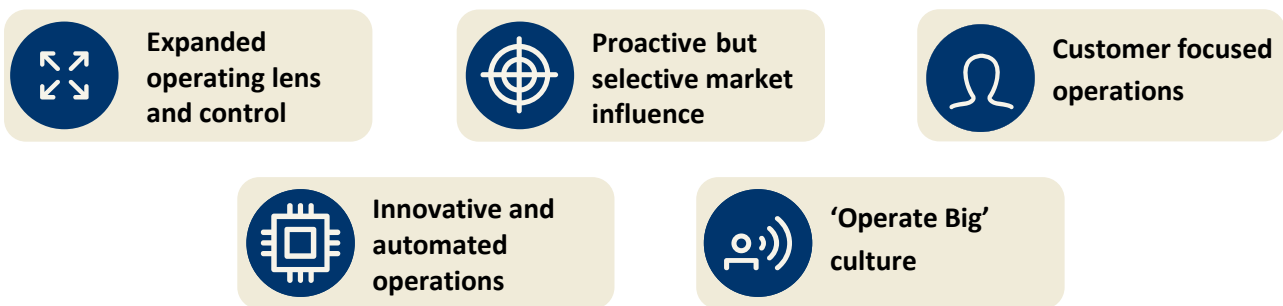 Expanded
operating lens
and control
Proactive but
selective market
influence
Customer focused
operations
Innovative and
automated
operations
‘Operate Big’
culture